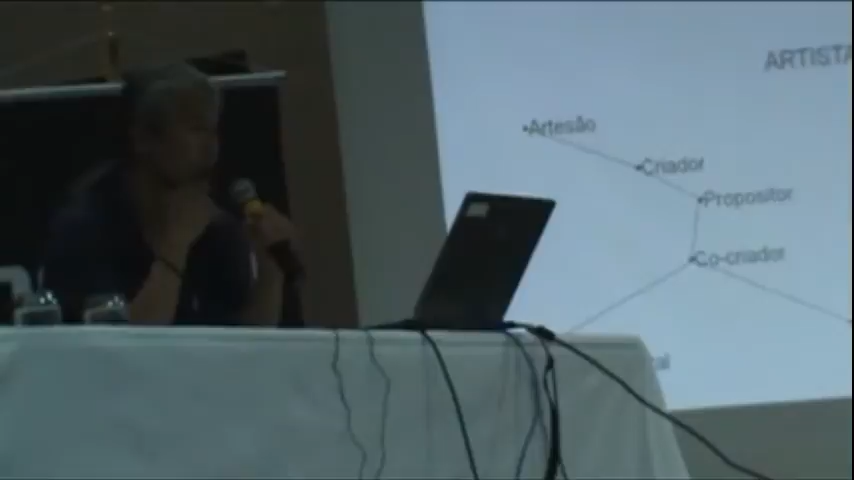 ARTISTA
•Artesão
•Criador
•Propositor
•Co-criador